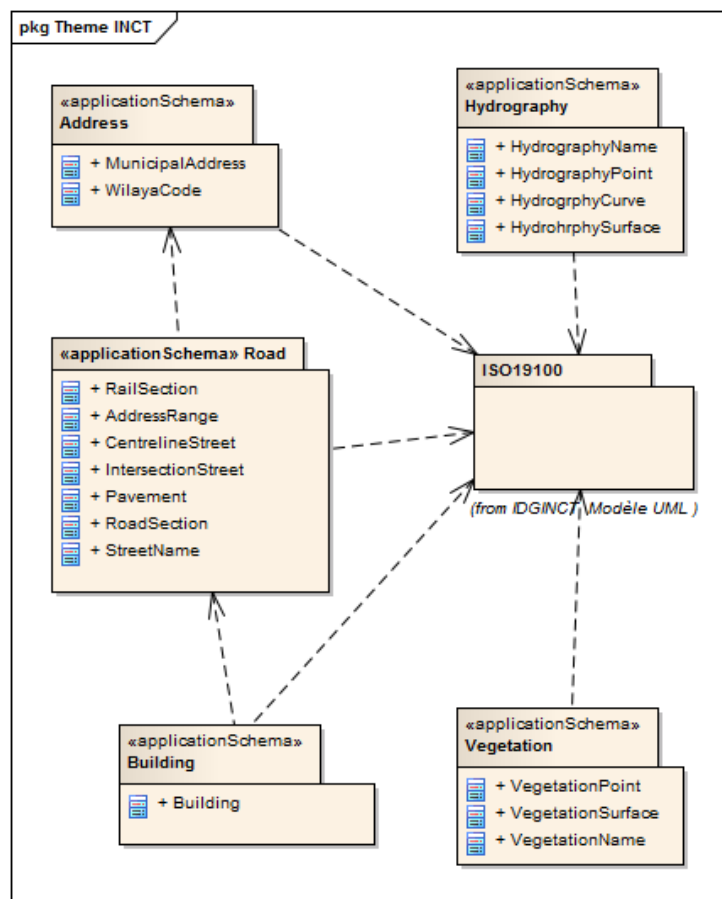 pkg Theme INCT
«applicationSchema»
Address
+ MunicipalAddress
+ WilayaCode
«applicationSchema»
Hydrography
+ HydrographyName
+ HydrographyPoint
+ HydrogrphyCurve
+ HydrohrphySurface
«applicationSchema» Road
+ RailSection
+ AddressRange
+ CentrelineStreet
+ IntersectionStreet
+ Pavement
+ RoadSection
+ StreetName
ISO19100
(from IDGINCT Modèle UML )
«applicationSchema»
Building
+ Building
«applicationSchema»
Vegetation
+ VegetationPoint
+ VegetationSurface
+ VegetationName